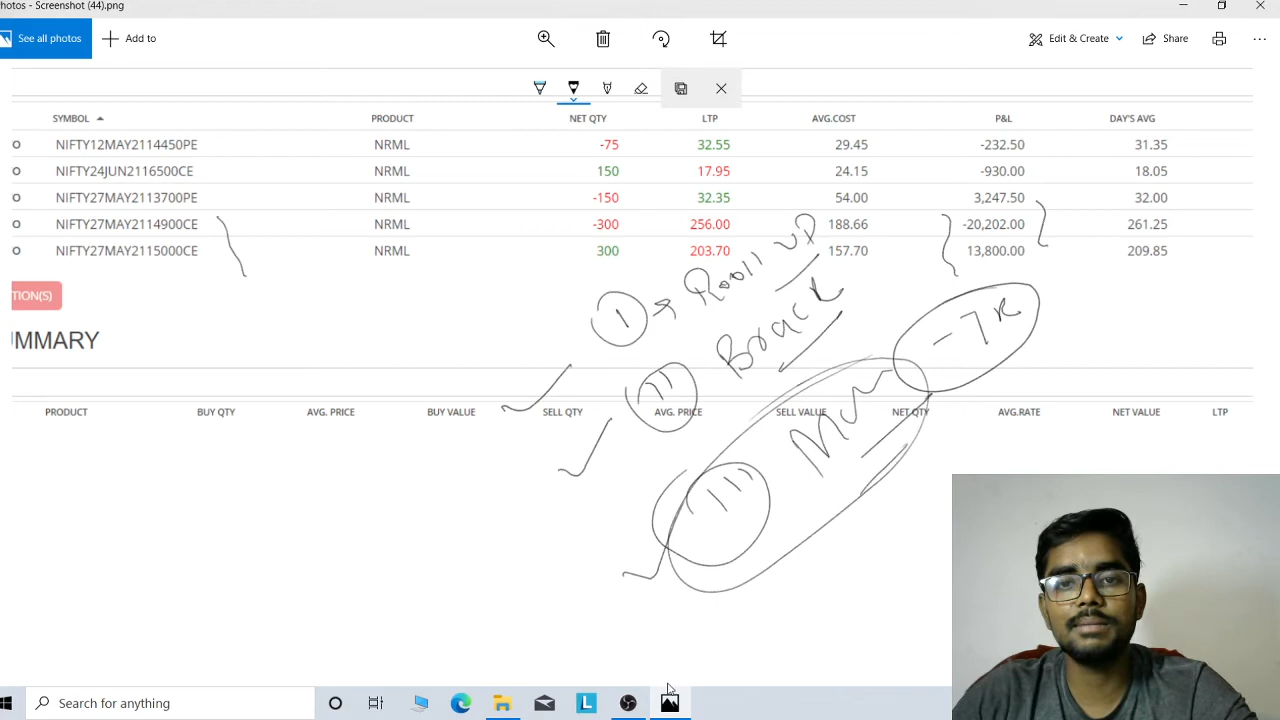 Photos - Screenshot (44).png
See all photos
Add to
Edit & Create
Share
SYMBOL PRODUCT NET QTY LTP AVG.COST P&L DAY'S AVG
O NIFTY12MAY2114450PE NRML -75 32.55 29.45 -232.50 31.35
O NIFTY24JUN2116500CE NRML 150 17.95 24.15 -930.00 18.05
O NIFTY27MAY2113700PE NRML -150 32.35 54.00 3,247.50 32.00
O NIFTY27MAY2114900CE NRML -300 256.00 188.66 -20,202.00 261.25
O NIFTY27MAY2115000CE NRML 300 203.70 157.70 13,800.00 209.85
TION(S)
1 → Rooll UP
UMMARY
-7K
11
PRODUCT BUY QTY AVG. PRICE BUY VALUE SELL QTY AVG. PRICE SELL VALUE NET QTY AVG.RATE NET VALUE LTP
111
Search for anything
L